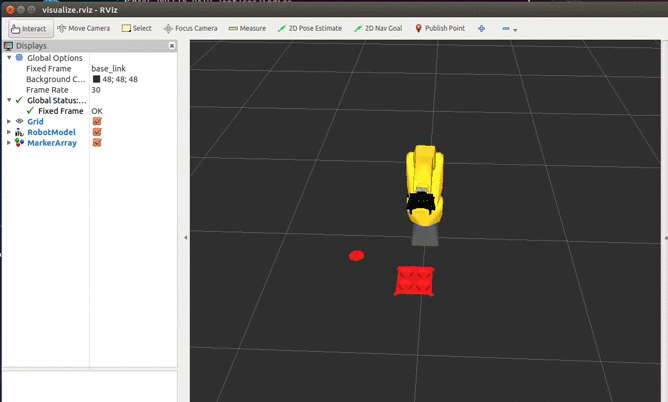 visualize.rviz - RViz
Interact Move Camera Select Focus Camera Measure 2D Pose Estimate 2D Nav Goal Publish Point
Displays
Global Options
Fixed Frame base_link
Background C... 48; 48; 48
Frame Rate 30
Global Status:...
Fixed Frame OK
Grid
RobotModel
MarkerArray